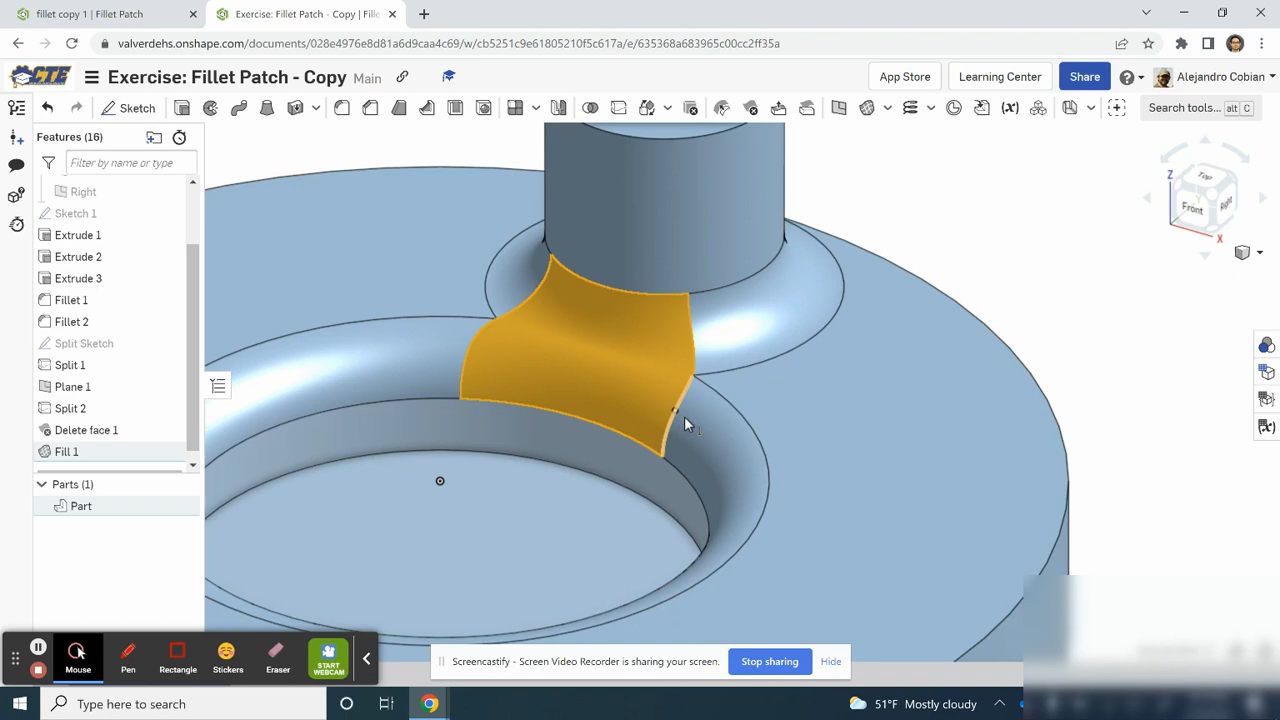 fillet copy 1 | Fillet Patch
Exercise: Fillet Patch - Copy | Fill
valverdehs.onshape.com/documents/028e4976e8d81a6d9caa4c69/w/cb5251c9e61805210f5c617a/e/635368a683965c00cc2ff35a
CTE
Exercise: Fillet Patch - Copy Main
App Store
Learning Center
Share
Alejandro Cobian
Sketch
Search tools...
alt C
Features (16)
Filter by name or type
Right
Sketch 1
Extrude 1
Extrude 2
Extrude 3
Fillet 1
Fillet 2
Split Sketch
Split 1
Plane 1
Split 2
Delete face 1
Fill 1
Parts (1)
Part
Z
Top
Front
Right
X
Mouse
Pen
Rectangle
Stickers
Eraser
START
WEBCAM
Screencastify - Screen Video Recorder is sharing your screen.
Stop sharing
Hide
Type here to search
51°F Mostly cloudy